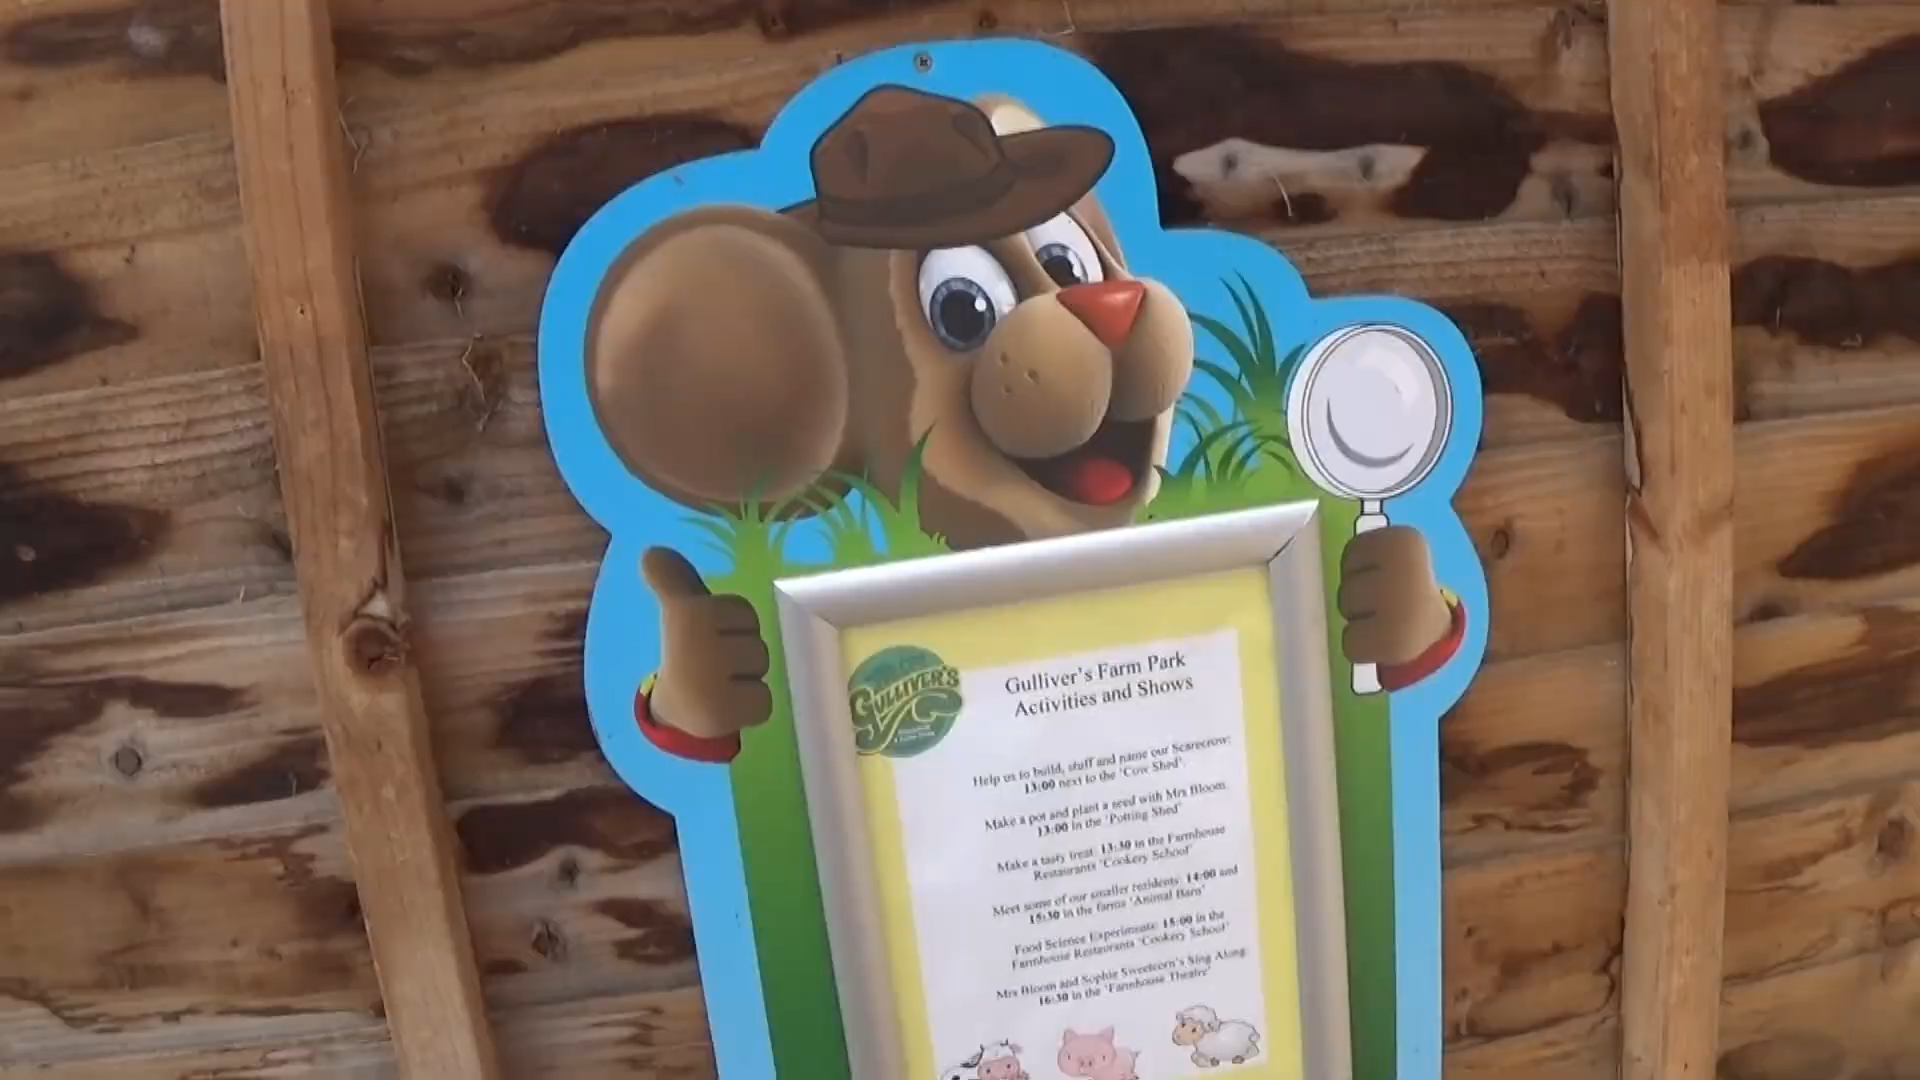 GULLIVER'S
Gulliver's Farm Park
Activities and Shows
Help us to build, stuff and name our Scarecrow:
13:00 next to the 'Cow Shed'.
Make a pot and plant a seed with Mrs Bloom:
13:00 in the 'Potting Shed'
Make a tasty treat: 13:30 in the Farmhouse
Restaurants 'Cookery School'
Meet some of our smaller residents: 14:00 and
15:30 in the farms 'Animal Barn'
Food Science Experiments: 15:00 in the
Farmhouse Restaurants 'Cookery School'
Mrs Bloom and Sophie Sweetcorn's Sing Along:
16:30 in the 'Farmhouse Theatre'